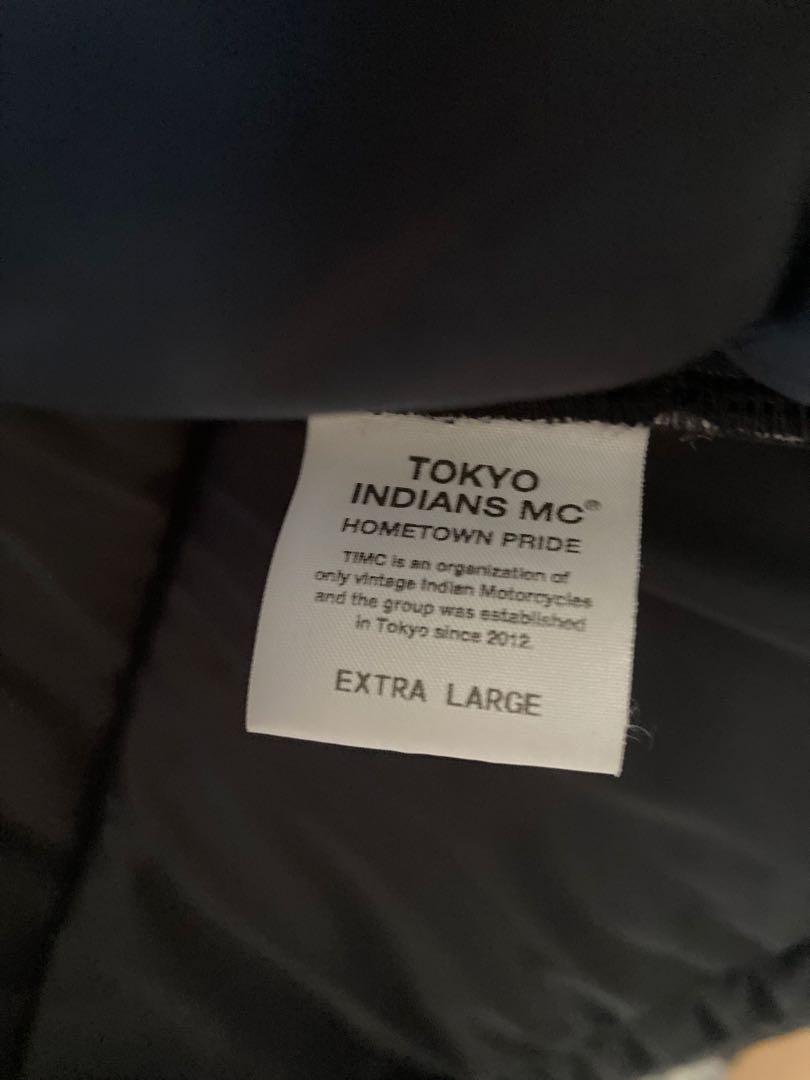 TOKYO
INDIANS MC®
HOMETOWN PRIDE
TIMC is an organization of
only vintage Indian Motorcycles
and the group was established
in Tokyo since 2012.
EXTRA LARGE